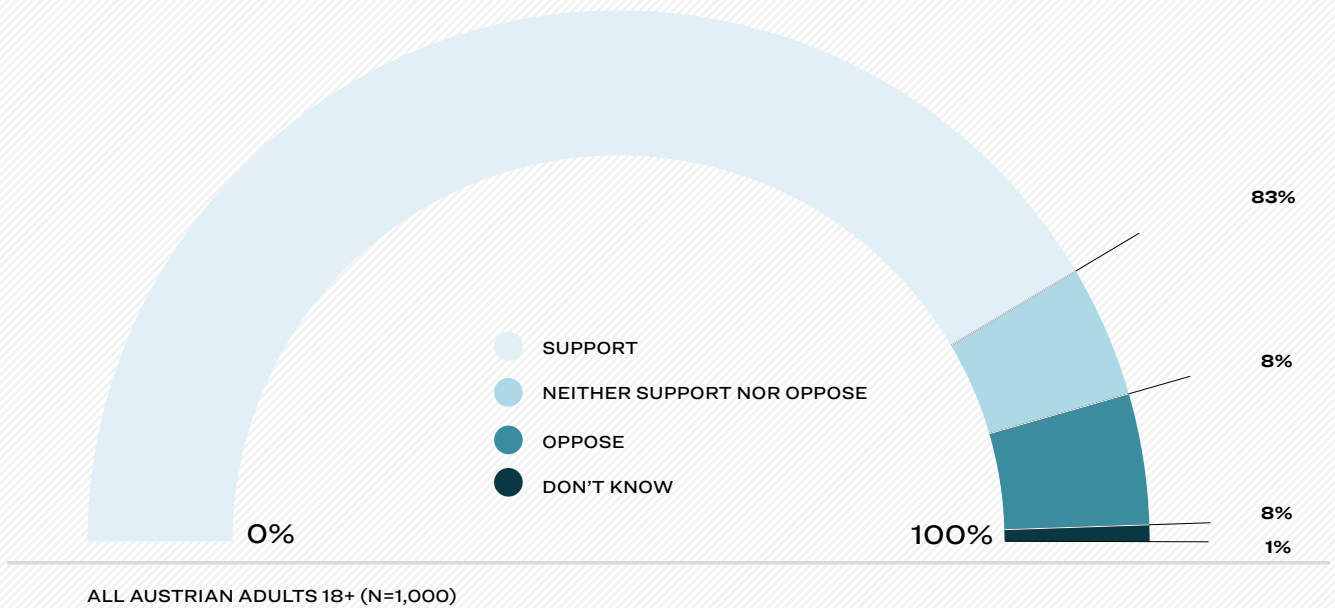 83%
SUPPORT
8%
NEITHER SUPPORT NOR OPPOSE
OPPOSE
DON’T KNOW
8%
0%
100%
1%
ALL AUSTRIAN ADULTS 18+ (N=1,000)